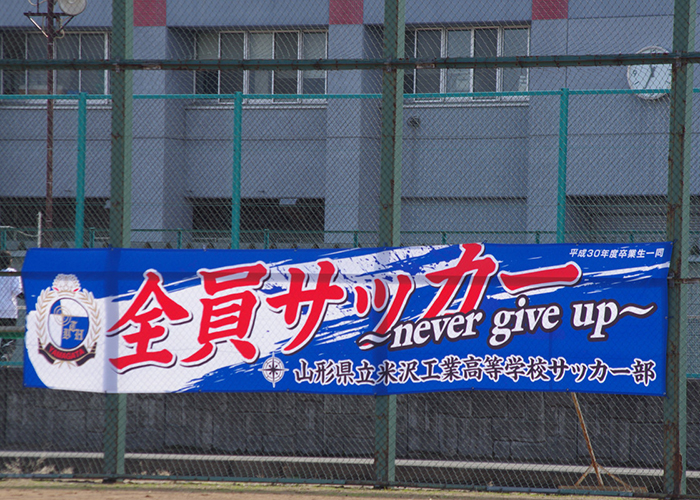 平成30年度卒業生一同
全員サッカー
～never give up～
山形県立米沢工業高等学校サッカー部